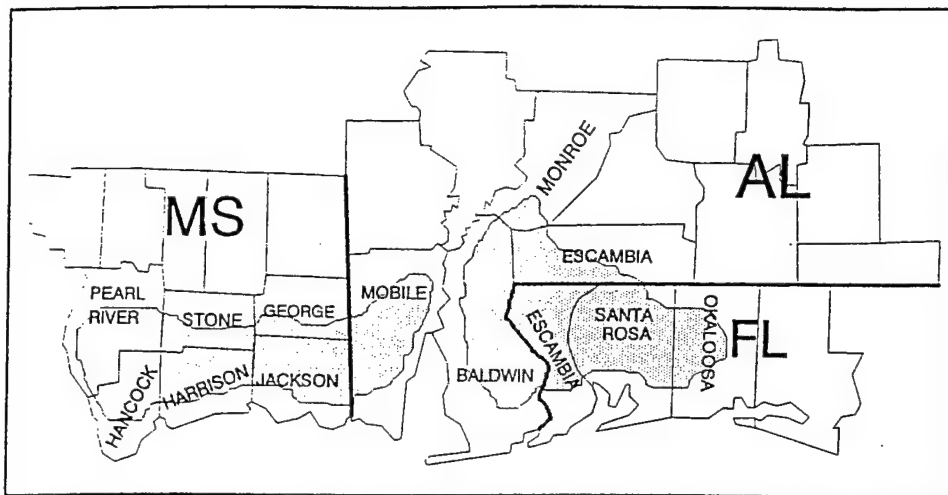 MS
AL
FL
MONROE
ESCAMBIA
PEARL
RIVER
STONE
GEORGE
MOBILE
HANCOCK
HARRISON
JACKSON
BALDWIN
ESCAMBIA
SANTA
ROSA
OKALOOSA